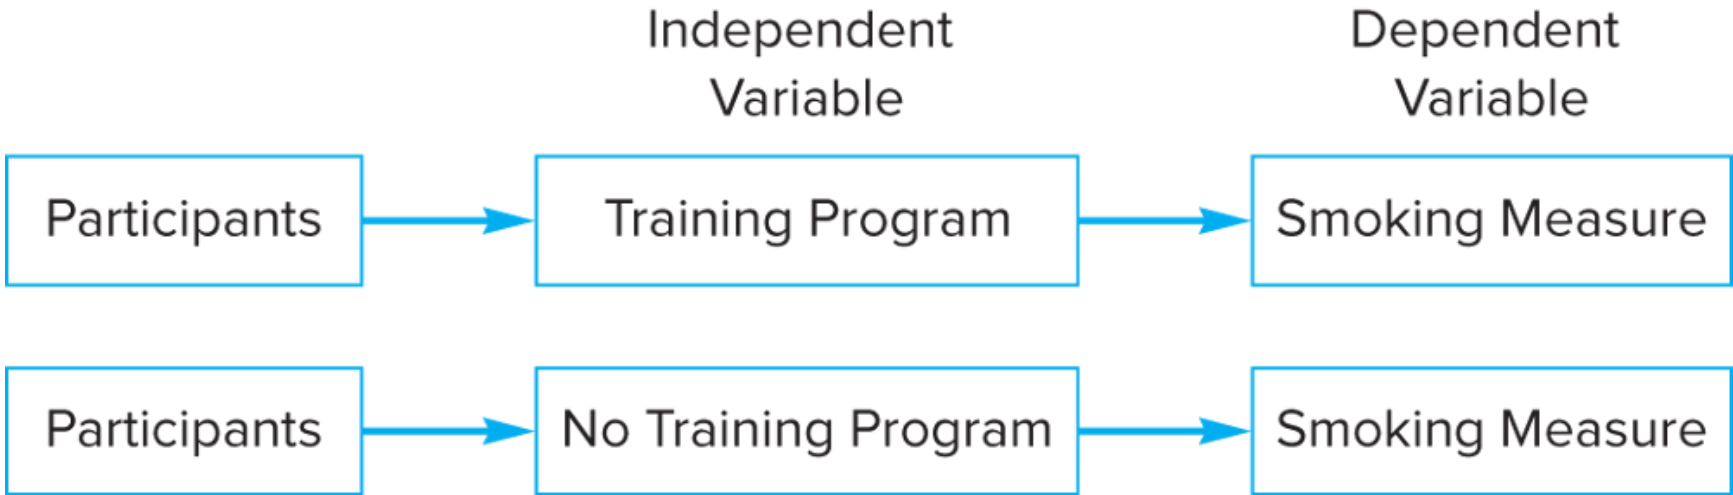 Independent
Variable
Dependent
Variable
Participants
Training Program
Smoking Measure
Participants
No Training Program
Smoking Measure